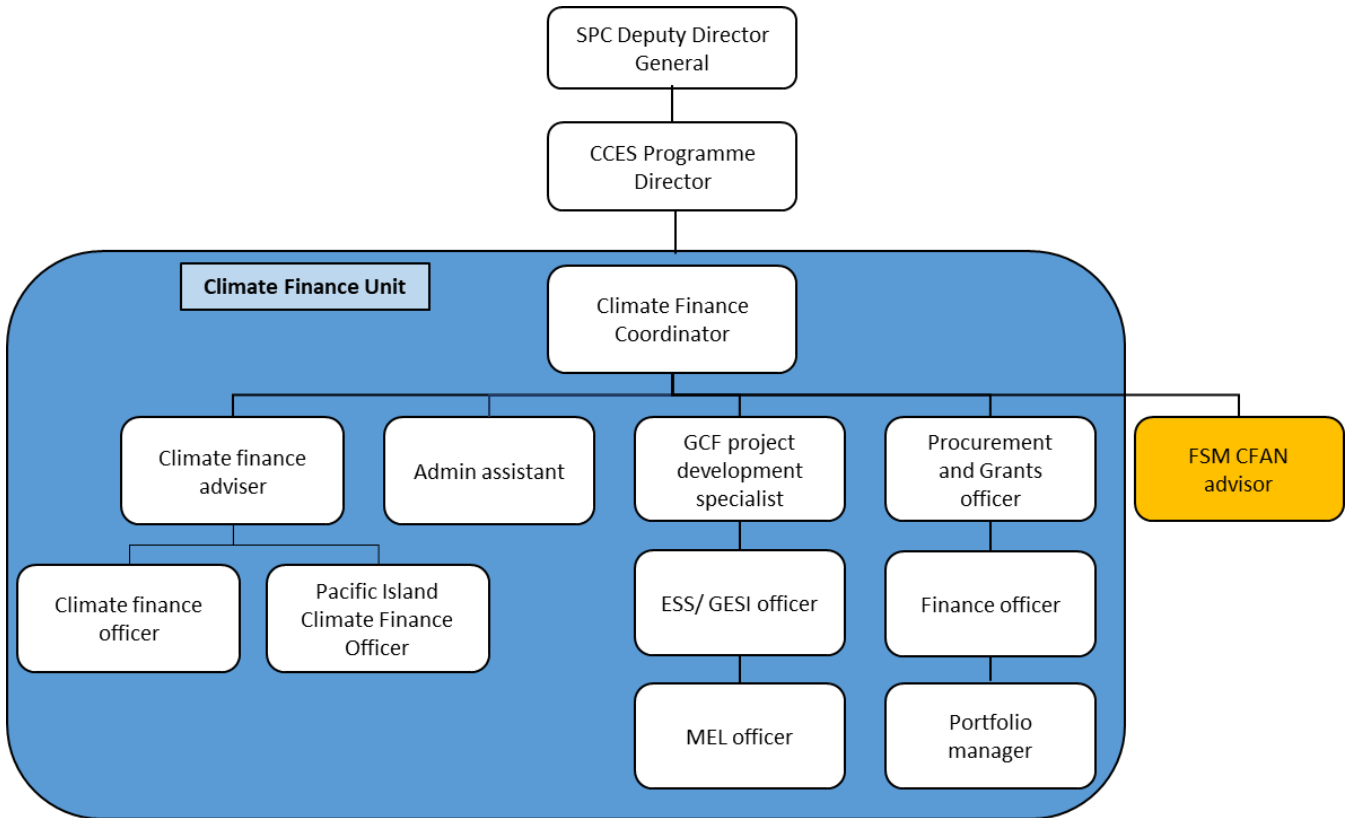 SPC Deputy Director
General
CCES Programme
Director
Climate Finance Unit
Climate Finance
Coordinator
Climate finance
adviser
Admin assistant
GCF project
development
specialist
Procurement
and Grants
officer
FSM CFAN
advisor
Climate finance
officer
Pacific Island
Climate Finance
Officer
ESS/ GESI officer
Finance officer
MEL officer
Portfolio
manager